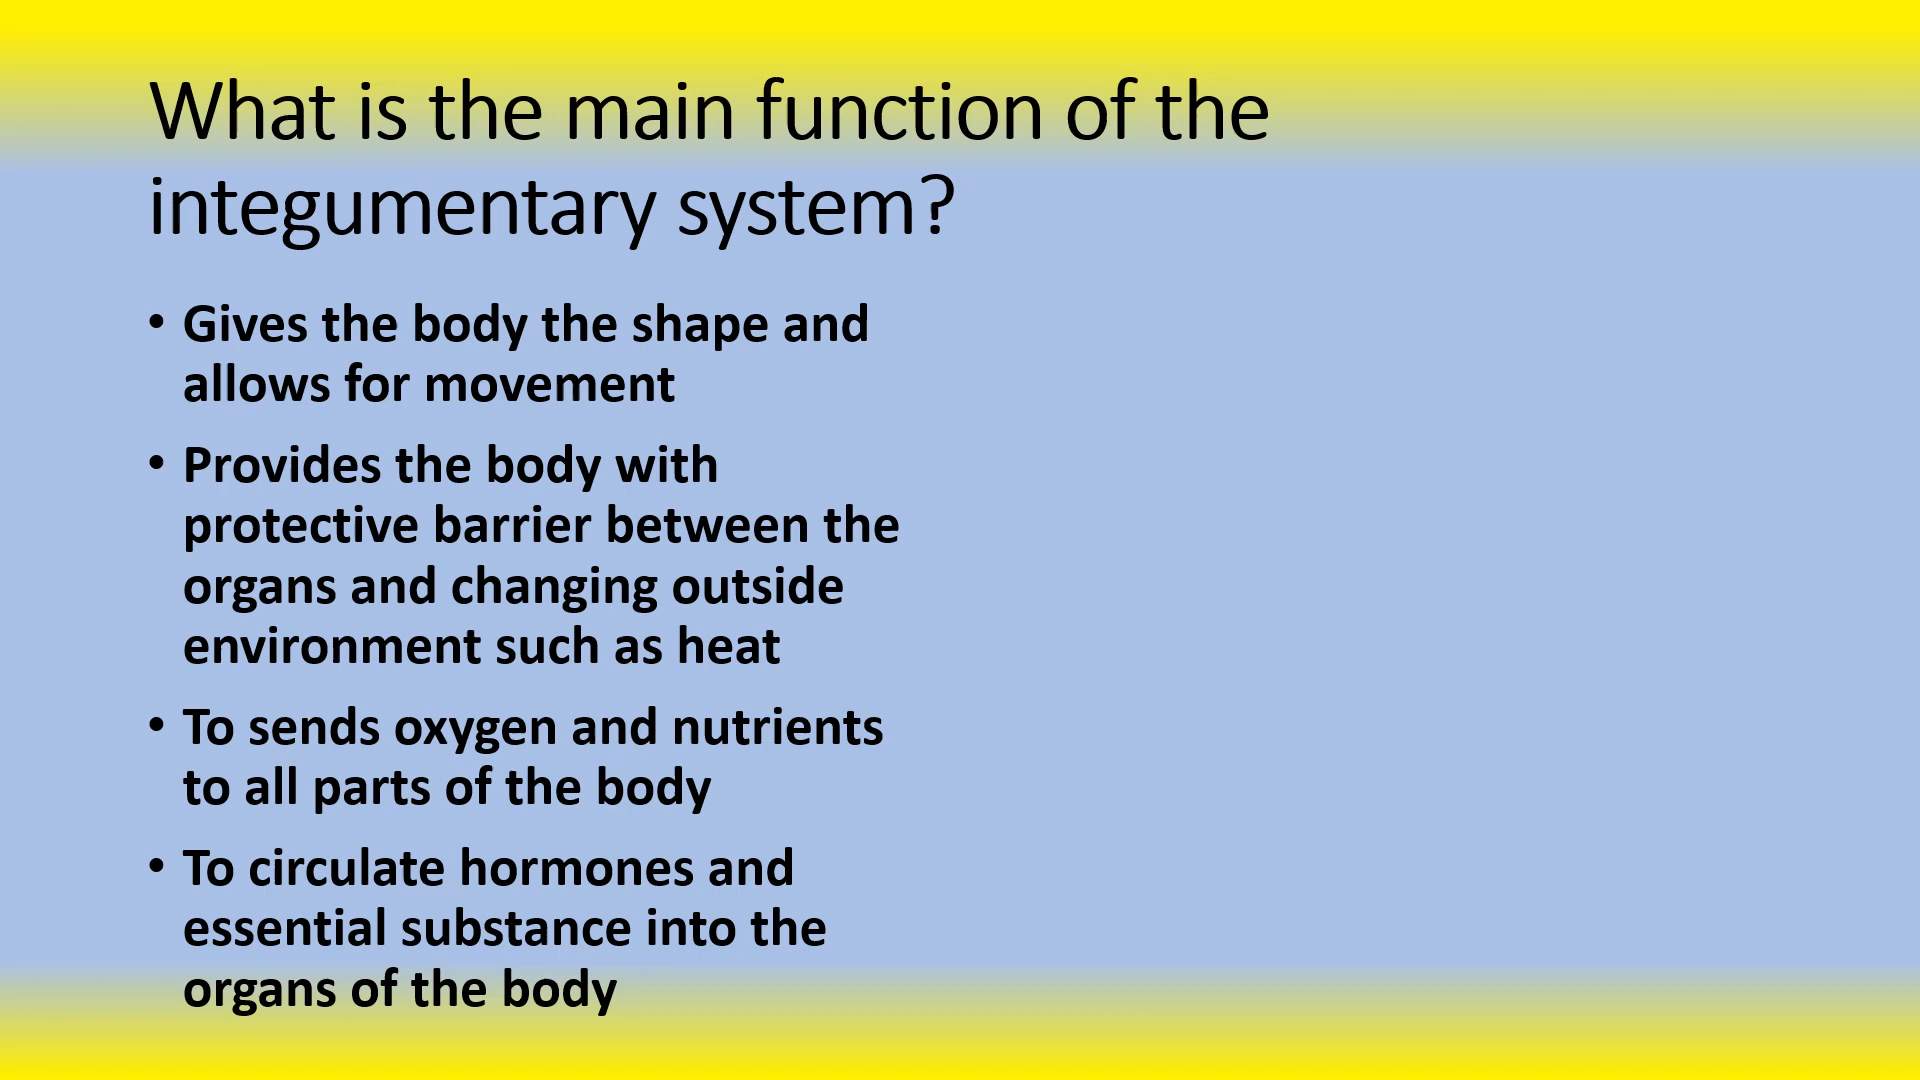 What is the main function of the
integumentary system?
• Gives the body the shape and
allows for movement
• Provides the body with
protective barrier between the
organs and changing outside
environment such as heat
• To sends oxygen and nutrients
to all parts of the body
• To circulate hormones and
essential substance into the
organs of the body